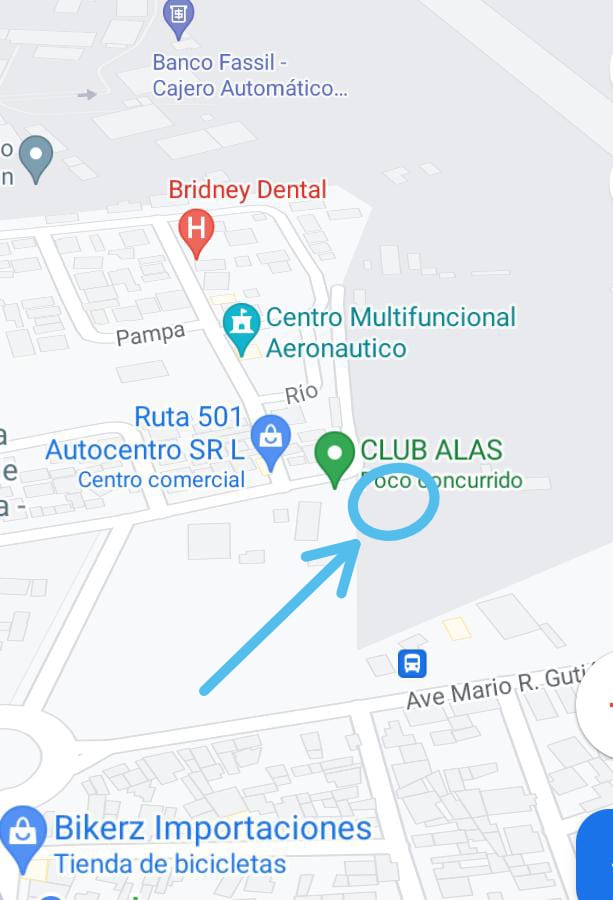 Banco Fassil -
Cajero Automático...
o
n
Bridney Dental
H
Centro Multifuncional
Aeronautico
Pampa
Río
Ruta 501
Autocentro SR L
Centro comercial
CLUB ALAS
Poco concurrido
a
e
a -
Ave Mario R. Guti
Bikerz Importaciones
Tienda de bicicletas